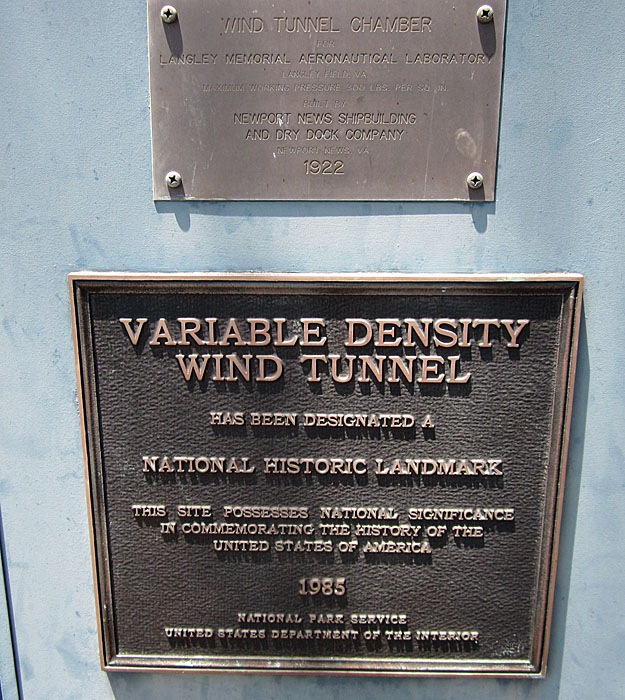 WIND TUNNEL CHAMBER
FOR
LANGLEY MEMORIAL AERONAUTICAL LABORATORY
LANGLEY FIELD, VA.
MAXIMUM WORKING PRESSURE 300 LBS. PER SQ. IN.
BUILT BY
NEWPORT NEWS SHIPBUILDING
AND DRY DOCK COMPANY
NEWPORT NEWS, VA.
1922
VARIABLE DENSITY
WIND TUNNEL
HAS BEEN DESIGNATED A
NATIONAL HISTORIC LANDMARK
THIS SITE POSSESSES NATIONAL SIGNIFICANCE
IN COMMEMORATING THE HISTORY OF THE
UNITED STATES OF AMERICA
1985
NATIONAL PARK SERVICE
UNITED STATES DEPARTMENT OF THE INTERIOR